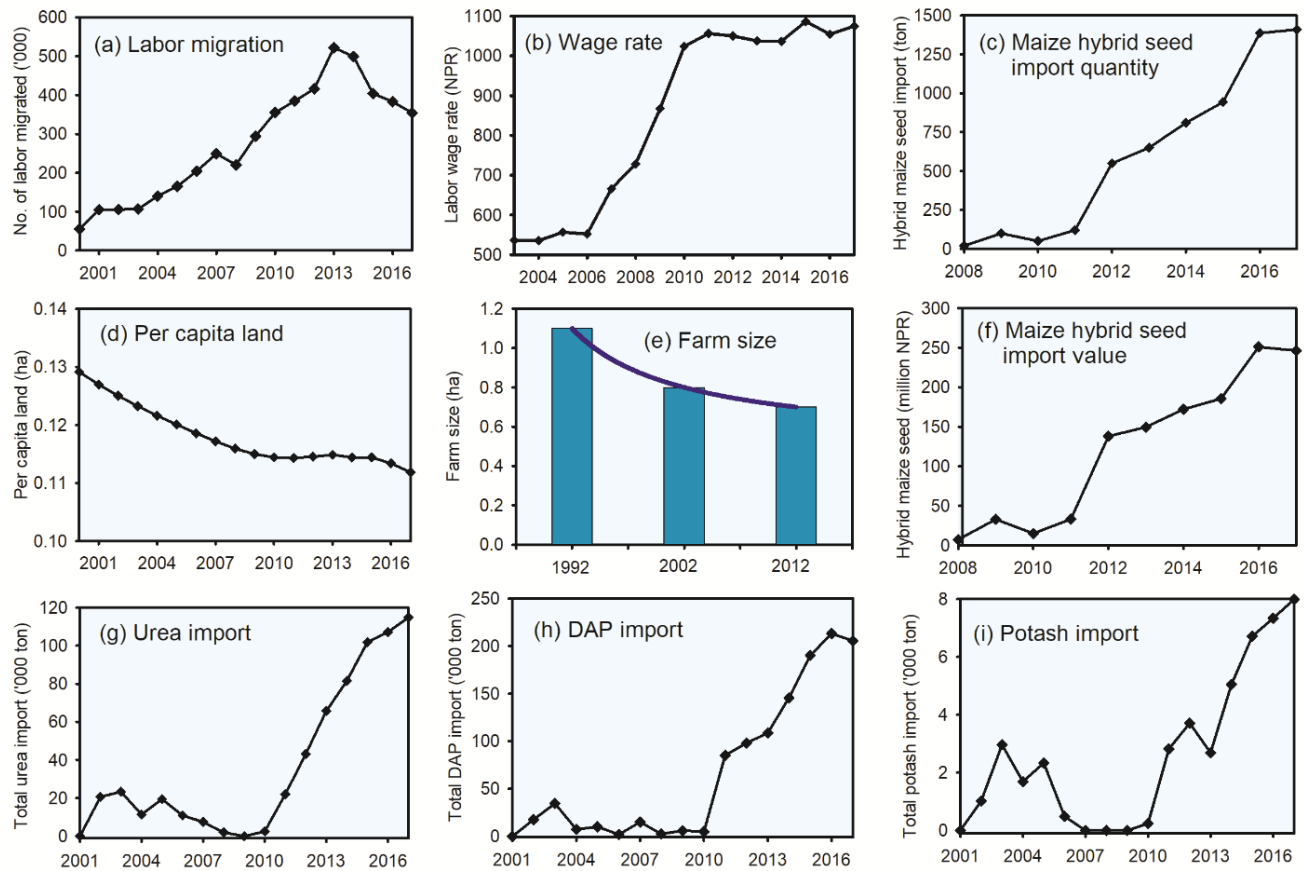 (a) Labor migration
No. of labor migrated ('000)
600
500
400
300
200
100
0
2001 2004 2007 2010 2013 2016
(b) Wage rate
Labor wage rate (NPR)
1100
1000
900
800
700
600
500
2004 2006 2008 2010 2012 2014 2016
(c) Maize hybrid seed
import quantity
Hybrid maize seed import (ton)
1500
1250
1000
750
500
250
0
2008 2010 2012 2014 2016
(d) Per capita land
Per capita land (ha)
0.14
0.13
0.12
0.11
0.10
2001 2004 2007 2010 2013 2016
(e) Farm size
Farm size (ha)
1.2
1.0
0.8
0.6
0.4
0.2
0.0
1992 2002 2012
(f) Maize hybrid seed
import value
Hybrid maize seed (million NPR)
300
250
200
150
100
50
0
2008 2010 2012 2014 2016
(g) Urea import
Total urea import ('000 ton)
120
100
80
60
40
20
0
2001 2004 2007 2010 2013 2016
(h) DAP import
Total DAP import ('000 ton)
250
200
150
100
50
0
2001 2004 2007 2010 2013 2016
(i) Potash import
Total potash import ('000 ton)
8
6
4
2
0
2001 2004 2007 2010 2013 2016